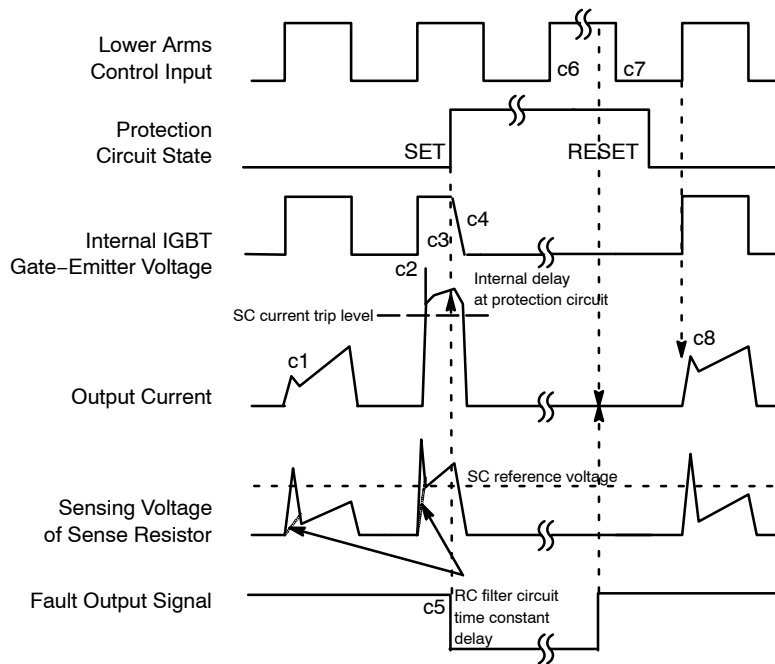 Lower Arms
Control Input
c6
c7
Protection
Circuit State
SET
RESET
Internal IGBT
Gate−Emitter Voltage
c3
c4
c2
Internal delay
at protection circuit
SC current trip level
c1
c8
Output Current
SC reference voltage
Sensing Voltage
of Sense Resistor
Fault Output Signal
c5
RC filter circuit
time constant
delay